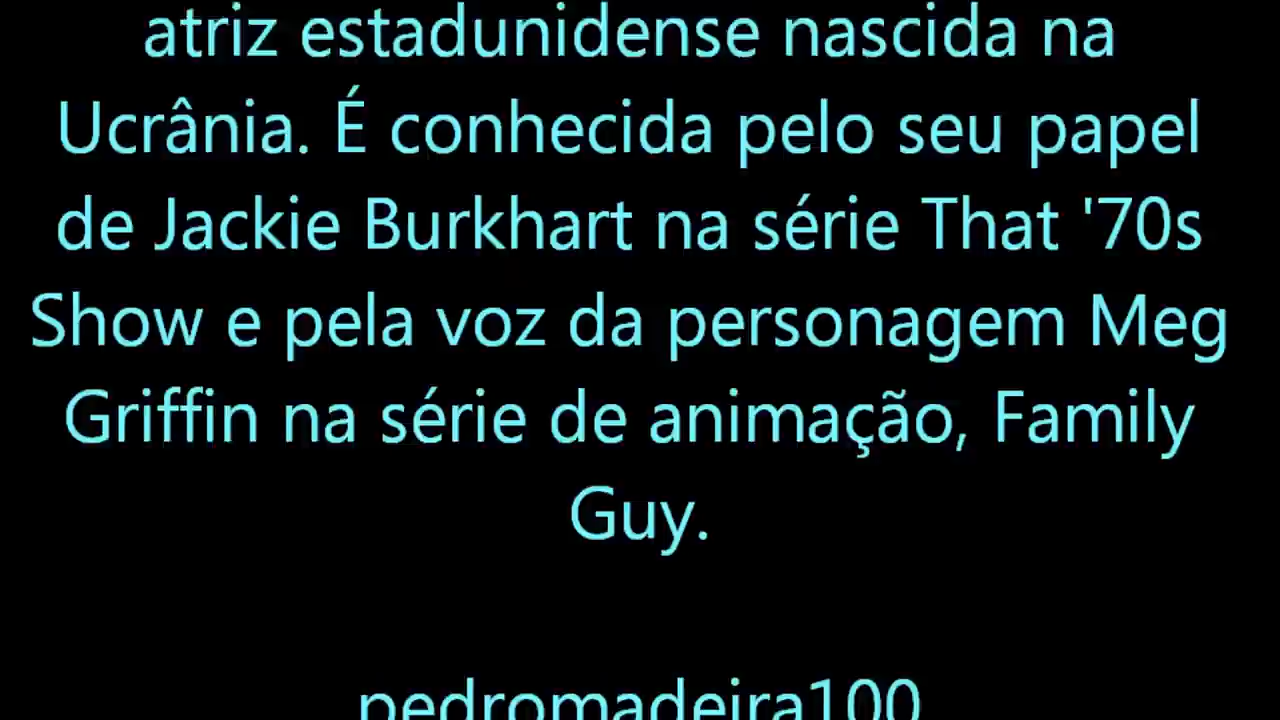 atriz estadunidense nascida na
Ucrânia. É conhecida pelo seu papel
de Jackie Burkhart na série That '70s
Show e pela voz da personagem Meg
Griffin na série de animação, Family
Guy.
pedromadeira100